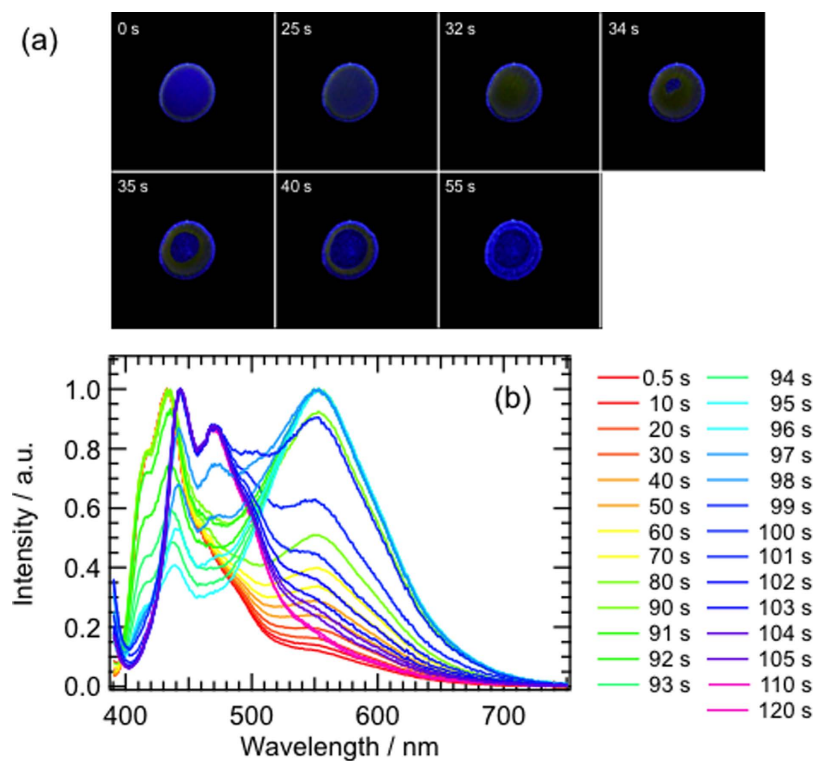 (a)
0 s
25 s
32 s
34 s
35 s
40 s
55 s
(b)
1.0
0.8
0.6
0.4
0.2
0.0
Intensity / a.u.
400
500
600
700
Wavelength / nm
0.5 s
10 s
20 s
30 s
40 s
50 s
60 s
70 s
80 s
90 s
91 s
92 s
93 s
94 s
95 s
96 s
97 s
98 s
99 s
100 s
101 s
102 s
103 s
104 s
105 s
110 s
120 s